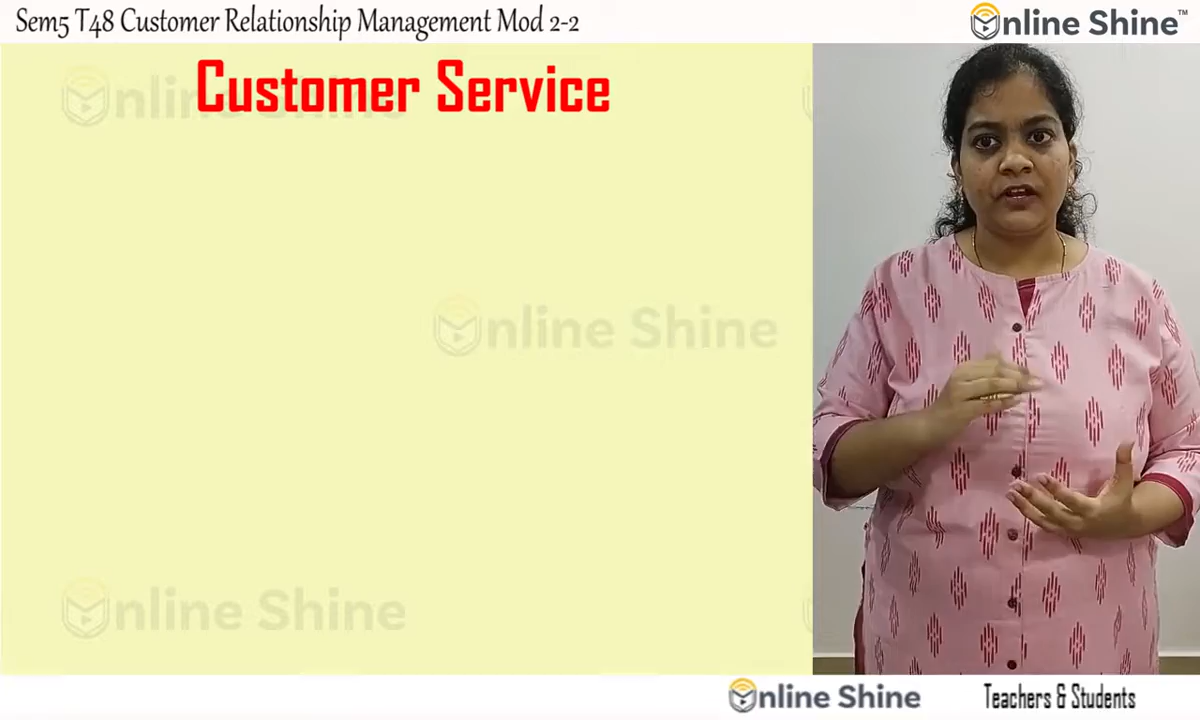 Sem5 T48 Customer Relationship Management Mod 2-2
Online Shine™
Customer Service
Online Shine
Online Shine
Online Shine
Online Shine
Teachers & Students